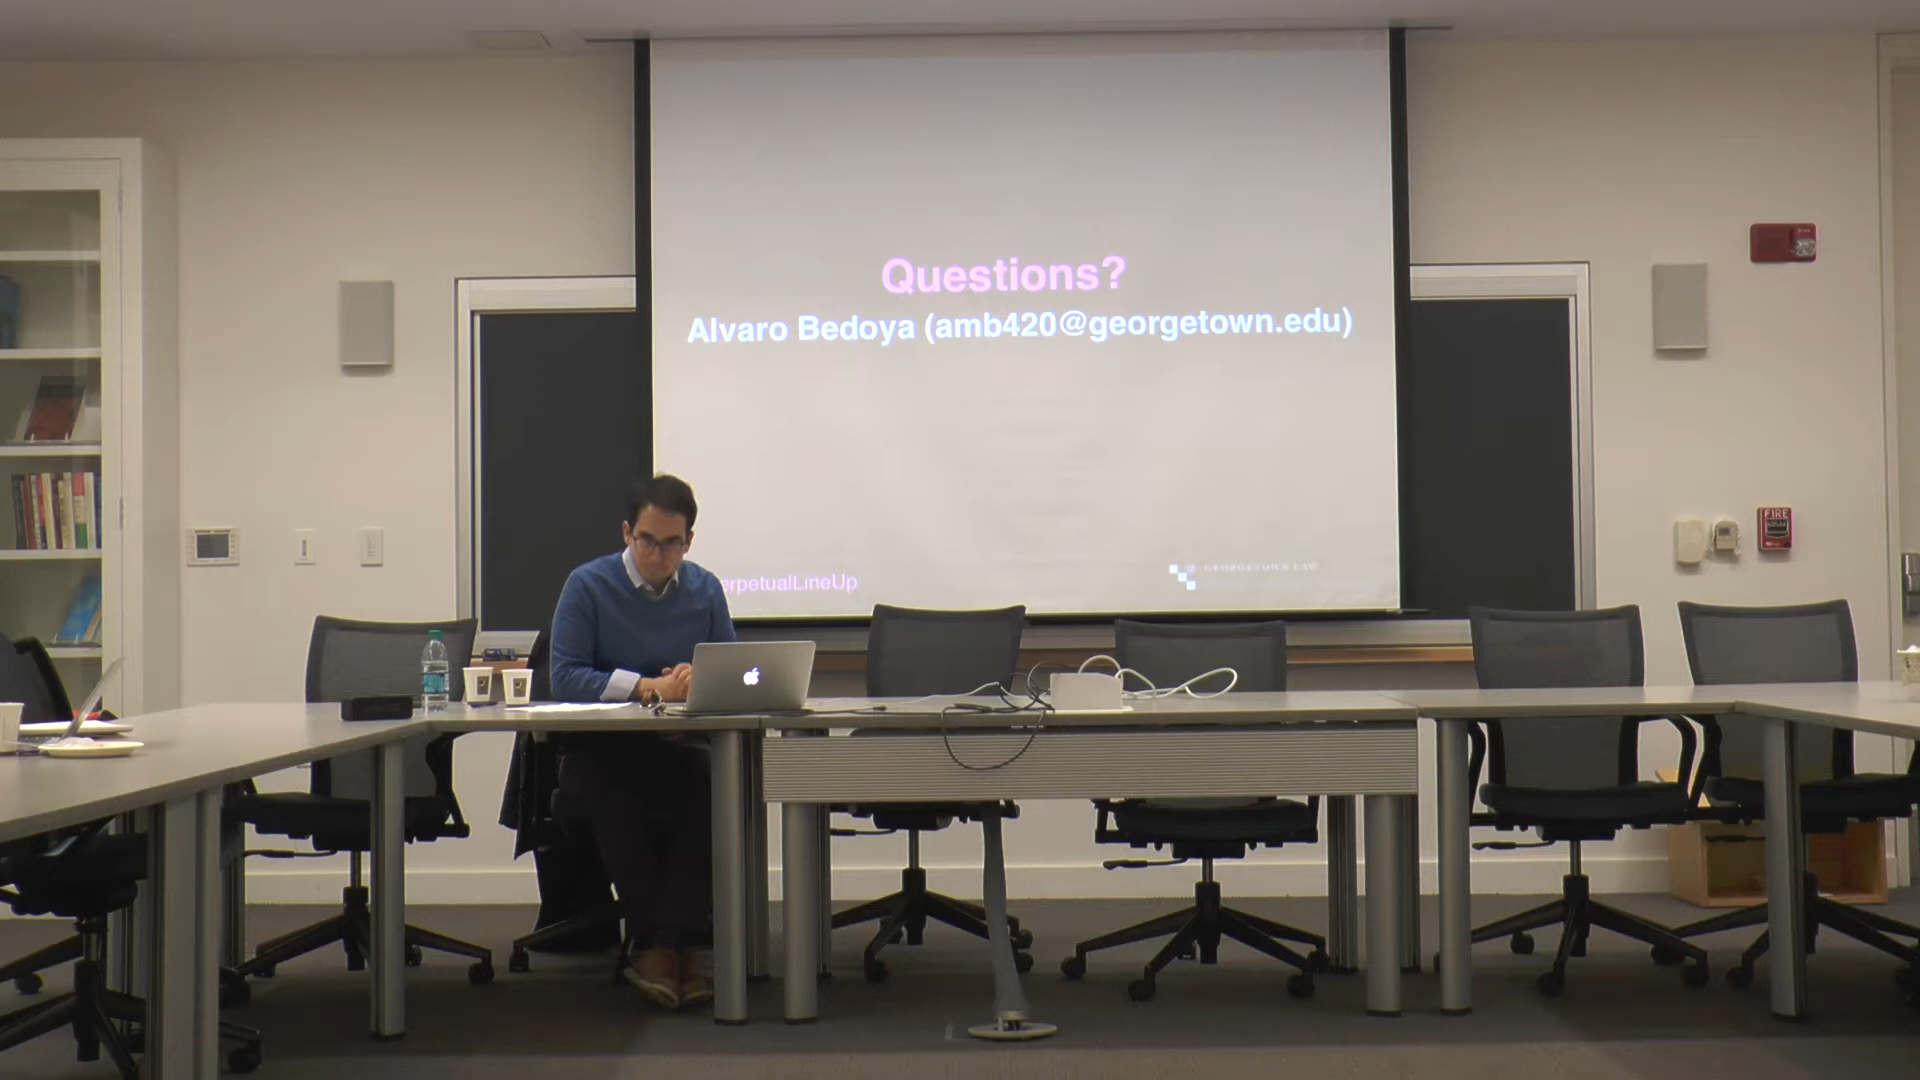 Questions?
Alvaro Bedoya (amb420@georgetown.edu)
erpetualLineUp
GEORGETOWN LAW
FIRE